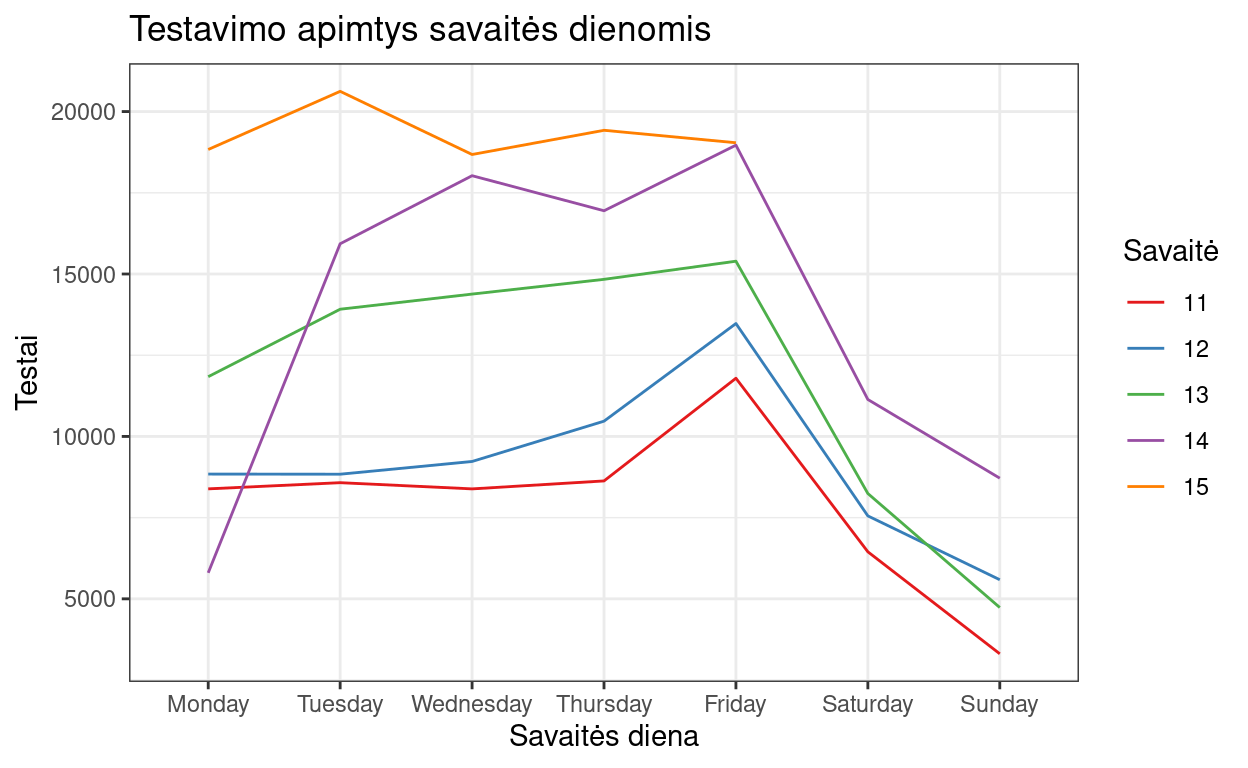 Testavimo apimtys savaitės dienomis
20000
15000
10000
5000
Testai
Monday Tuesday Wednesday Thursday Friday Saturday Sunday
Savaitės diena
Savaitė
11
12
13
14
15